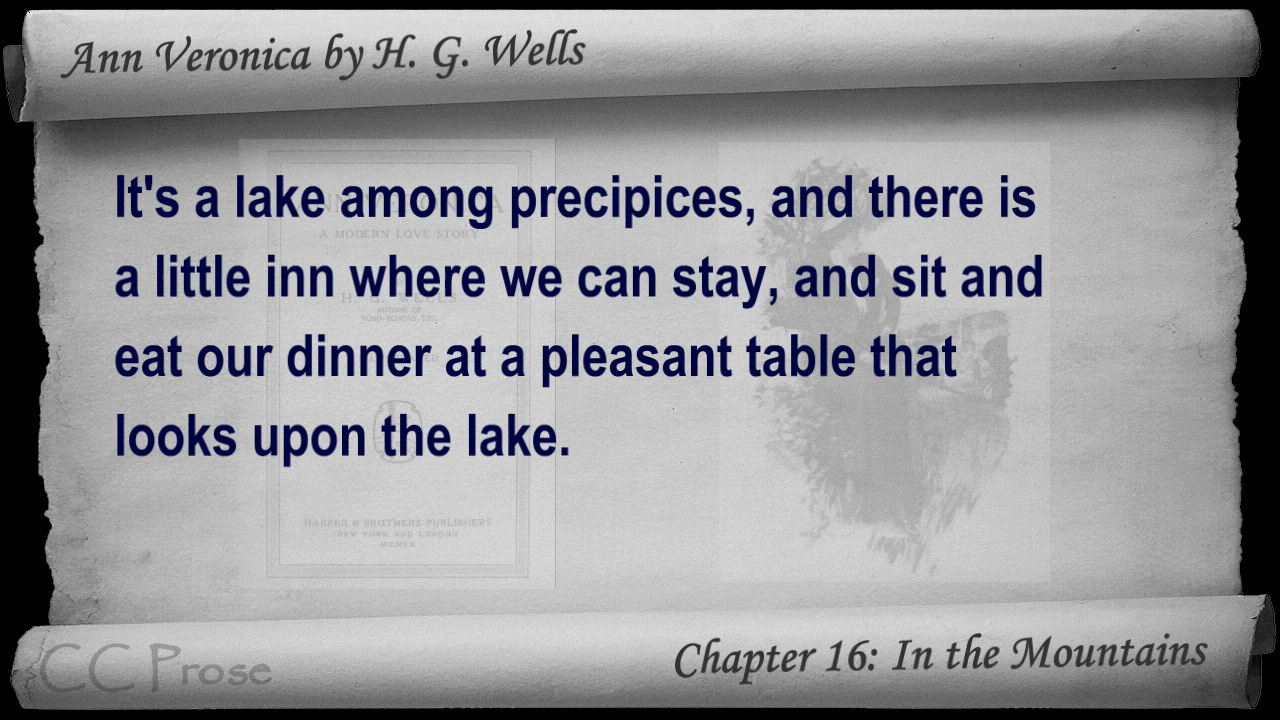 Ann Veronica by H. G. Wells
It's a lake among precipices, and there is
a little inn where we can stay, and sit and
eat our dinner at a pleasant table that
looks upon the lake.
A MODERN LOVE STORY
H. G. WELLS
HARPER & BROTHERS PUBLISHERS
NEW YORK AND LONDON
MCMIX
CC Prose
Chapter 16: In the Mountains